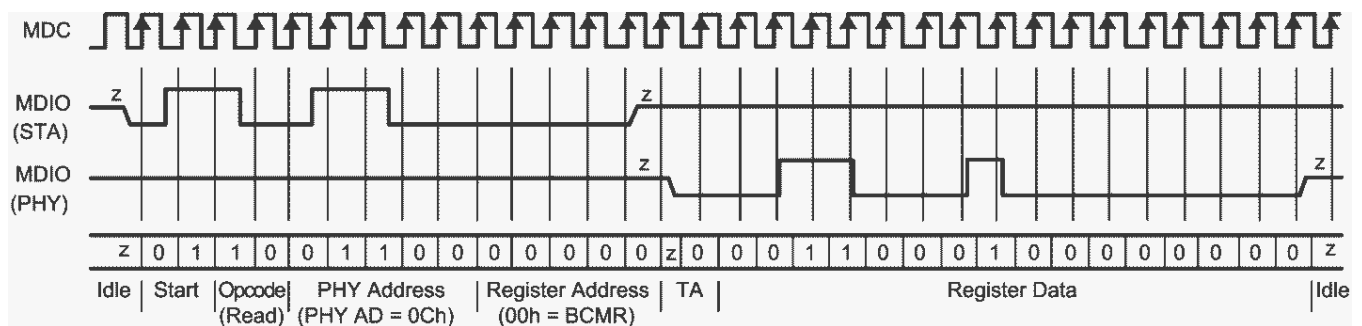 MDC
z z
MDIO
(STA)
z z
MDIO
(PHY)
z 0 1 1 0 0 1 1 0 0 0 0 0 0 0 z 0 0 0 1 1 0 0 0 1 0 0 0 0 0 0 0 0 z
Idle Start Opcode PHY Address Register Address TA Register Data Idle
(Read) (PHY AD = 0Ch) (00h = BCMR)